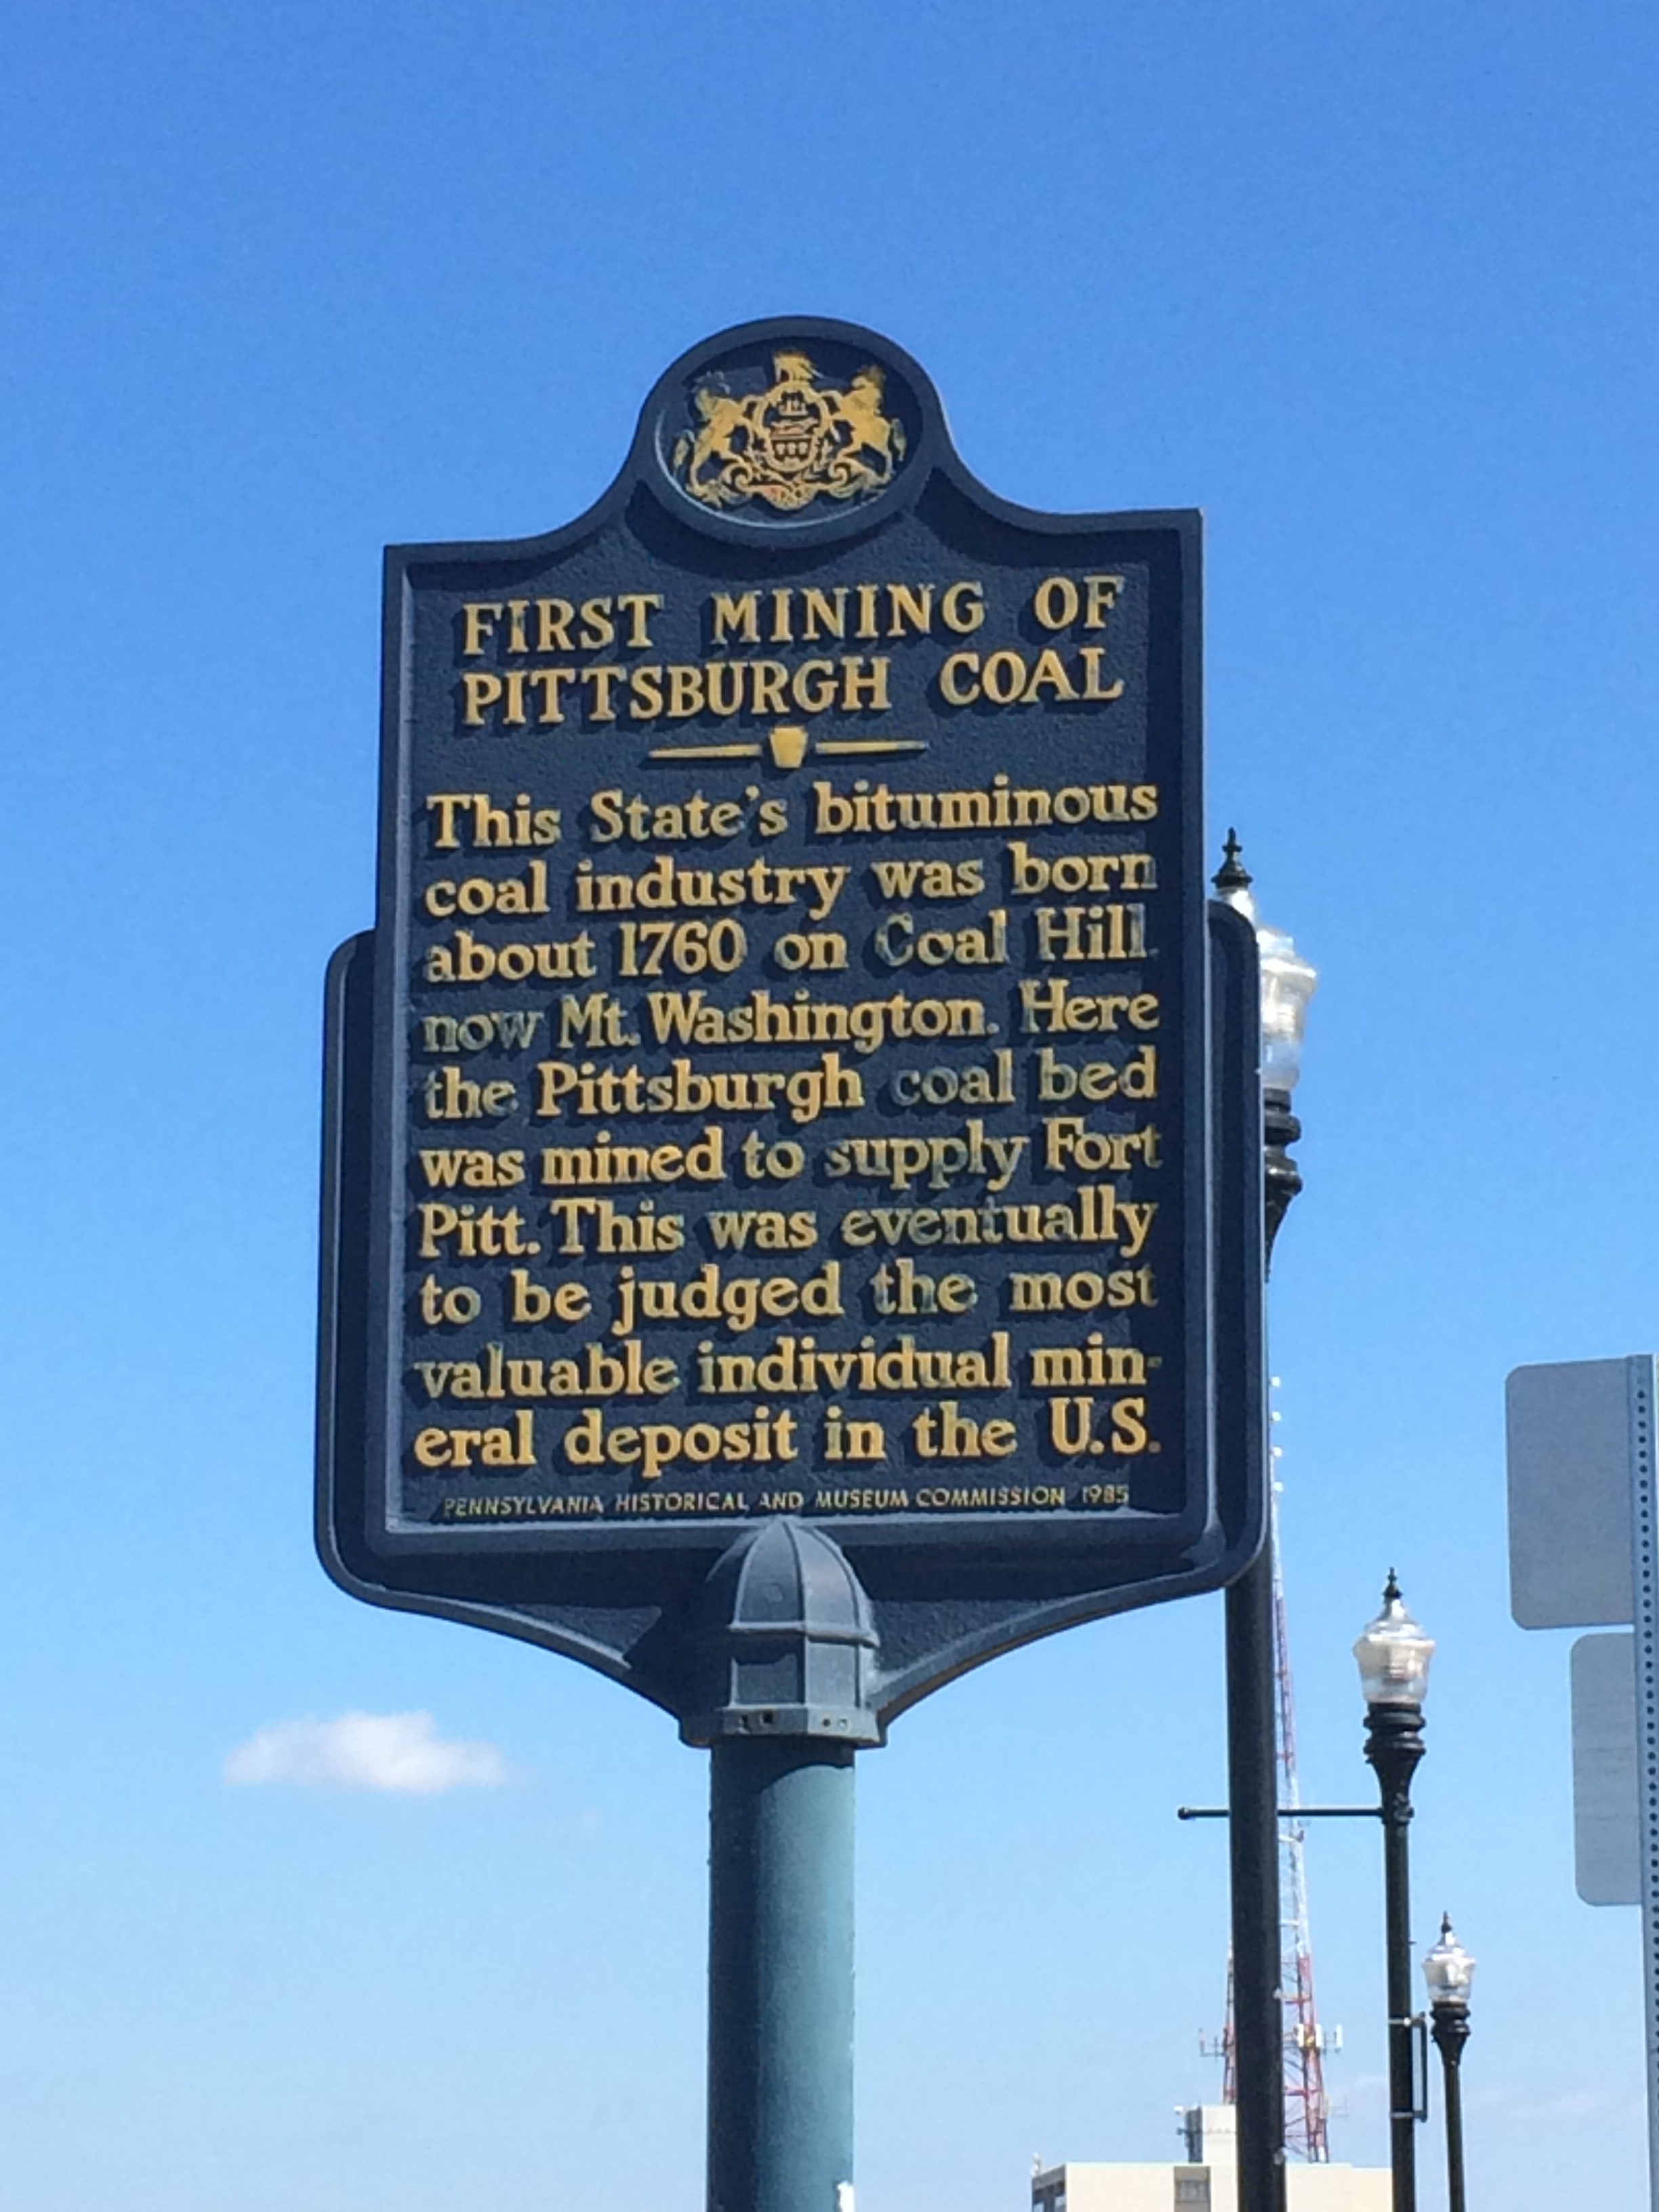 FIRST MINING OF
PITTSBURGH COAL
This State's bituminous
coal industry was born
about 1760 on Coal Hill
now Mt. Washington. Here
the Pittsburgh coal bed
was mined to supply Fort
Pitt. This was eventually
to be judged the most
valuable individual min-
eral deposit in the U.S.
PENNSYLVANIA HISTORICAL AND MUSEUM COMMISSION 1985